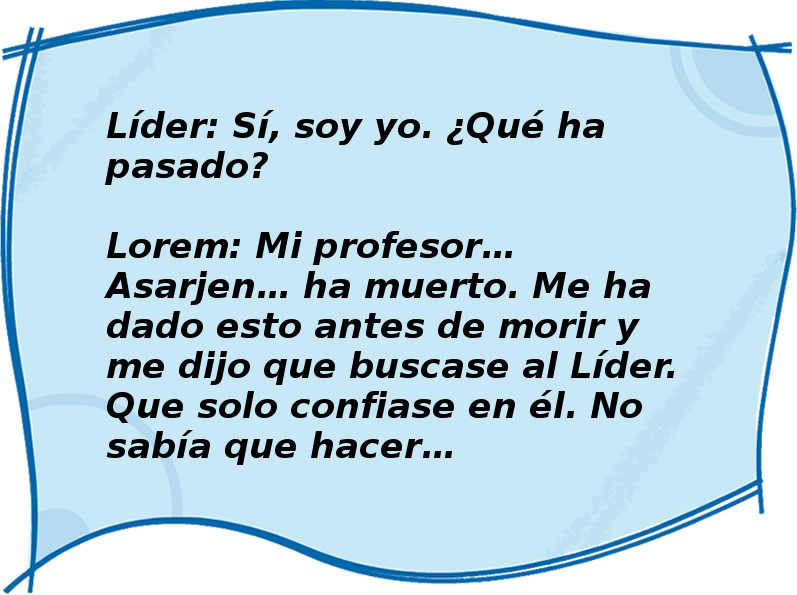 Líder: Sí, soy yo. ¿Qué ha
pasado?
Lorem: Mi profesor…
Asarjen… ha muerto. Me ha
dado esto antes de morir y
me dijo que buscase al Líder.
Que solo confiase en él. No
sabía que hacer…